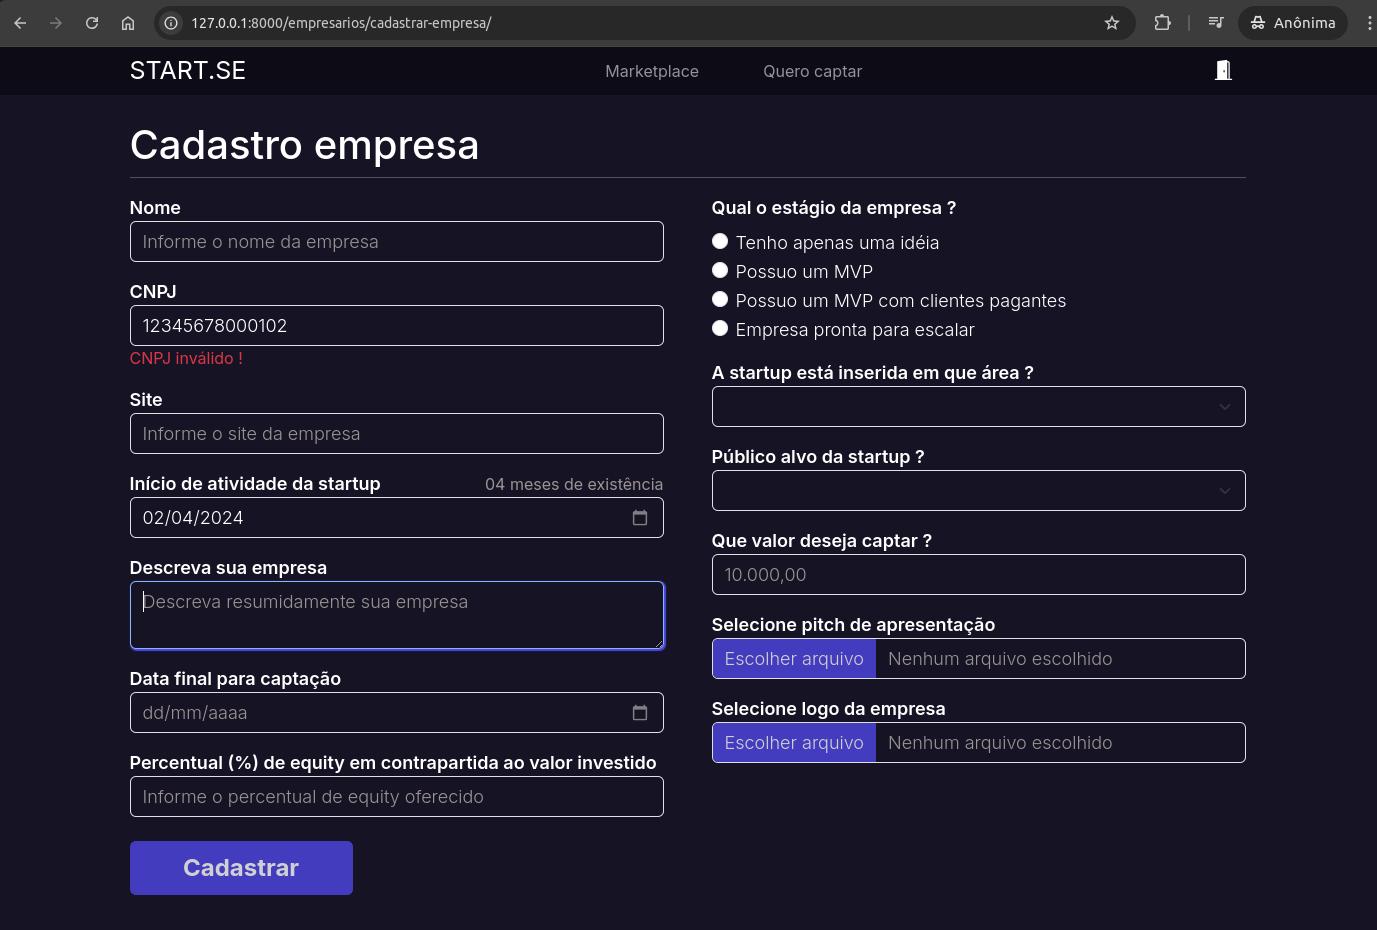 127.0.0.1:8000/empresarios/cadastrar-empresa/
Anônima
START.SE
Marketplace
Quero captar
Cadastro empresa
Nome
Informe o nome da empresa
CNPJ
12345678000102
CNPJ inválido !
Site
Informe o site da empresa
Início de atividade da startup
04 meses de existência
02/04/2024
Descreva sua empresa
Descreva resumidamente sua empresa
Data final para captação
dd/mm/aaaa
Percentual (%) de equity em contrapartida ao valor investido
Informe o percentual de equity oferecido
Cadastrar
Qual o estágio da empresa ?
Tenho apenas uma idéia
Possuo um MVP
Possuo um MVP com clientes pagantes
Empresa pronta para escalar
A startup está inserida em que área ?
Público alvo da startup ?
Que valor deseja captar ?
10.000,00
Selecione pitch de apresentação
Escolher arquivo Nenhum arquivo escolhido
Selecione logo da empresa
Escolher arquivo Nenhum arquivo escolhido